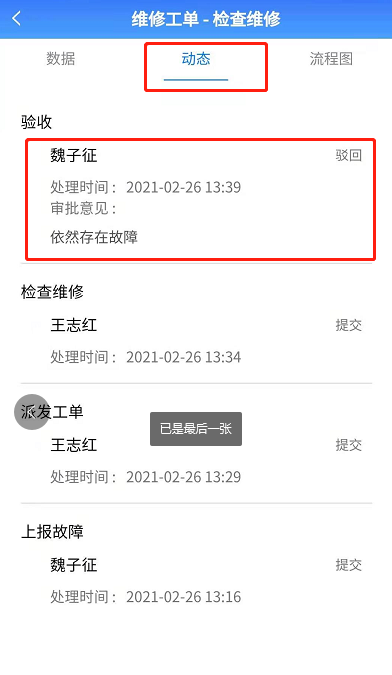 维修工单 - 检查维修
数据 动态 流程图
验收
魏子征 驳回
处理时间： 2021-02-26 13:39
审批意见：
依然存在故障
检查维修
王志红 提交
处理时间： 2021-02-26 13:34
派发工单
已是最后一张
王志红 提交
处理时间： 2021-02-26 13:29
上报故障
魏子征 提交
处理时间： 2021-02-26 13:16